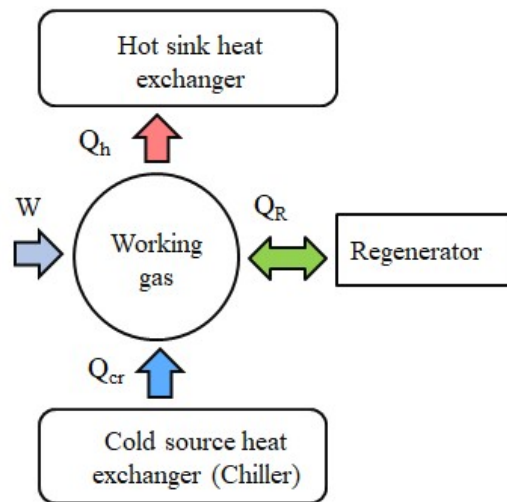 Hot sink heat
exchanger
Qh
W
Working
gas
QR
Regenerator
Qcr
Cold source heat
exchanger (Chiller)